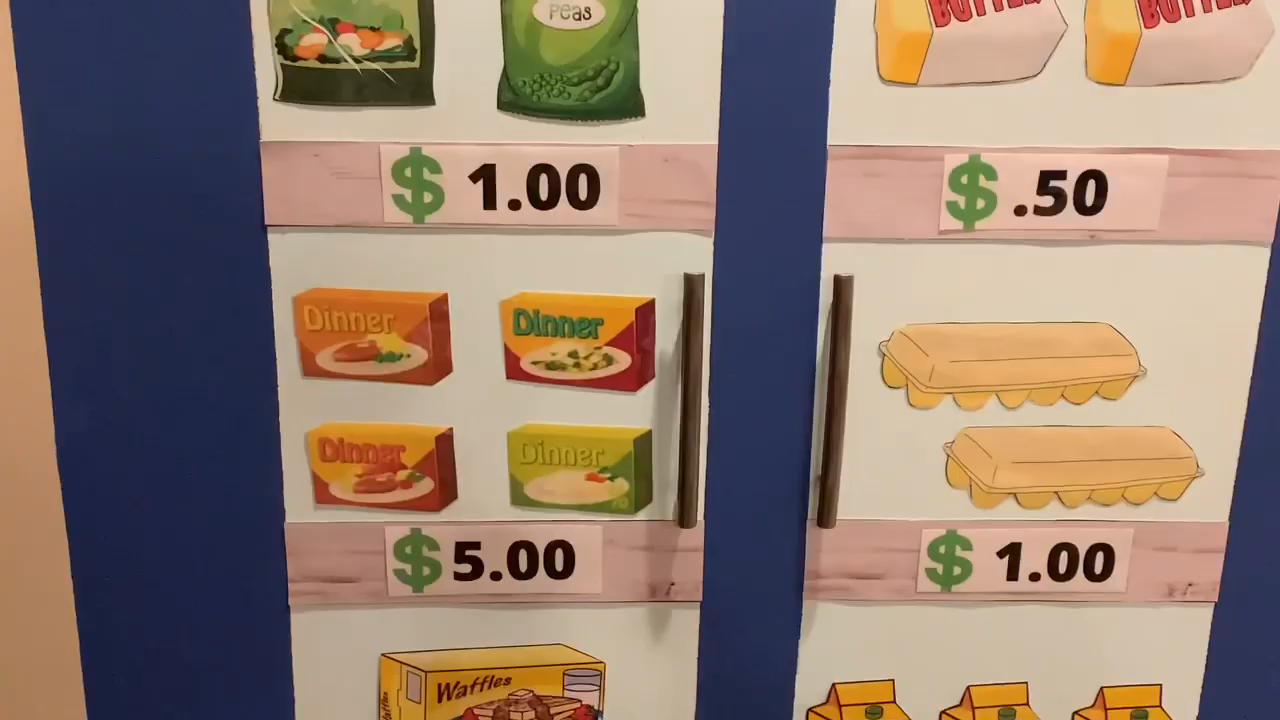 Peas
BUTTER
BUTTER
$ 1.00
$ .50
Dinner
Dinner
Dinner
Dinner
$ 5.00
$ 1.00
Waffles